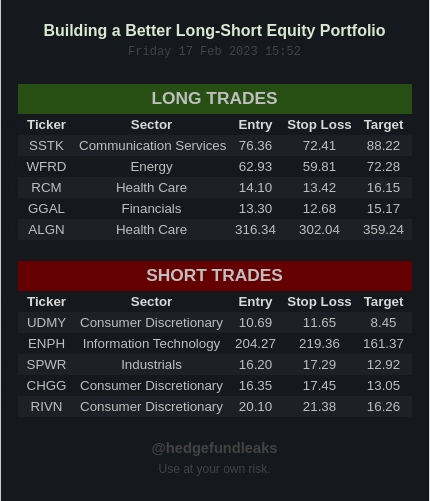 Building a Better Long-Short Equity Portfolio
Friday 17 Feb 2023 15:52
LONG TRADES
Ticker Sector Entry Stop Loss Target
SSTK Communication Services 76.36 72.41 88.22
WFRD Energy 62.93 59.81 72.28
RCM Health Care 14.10 13.42 16.15
GGAL Financials 13.30 12.68 15.17
ALGN Health Care 316.34 302.04 359.24
SHORT TRADES
Ticker Sector Entry Stop Loss Target
UDMY Consumer Discretionary 10.69 11.65 8.45
ENPH Information Technology 204.27 219.36 161.37
SPWR Industrials 16.20 17.29 12.92
CHGG Consumer Discretionary 16.35 17.45 13.05
RIVN Consumer Discretionary 20.10 21.38 16.26
@hedgefundleaks
Use at your own risk.